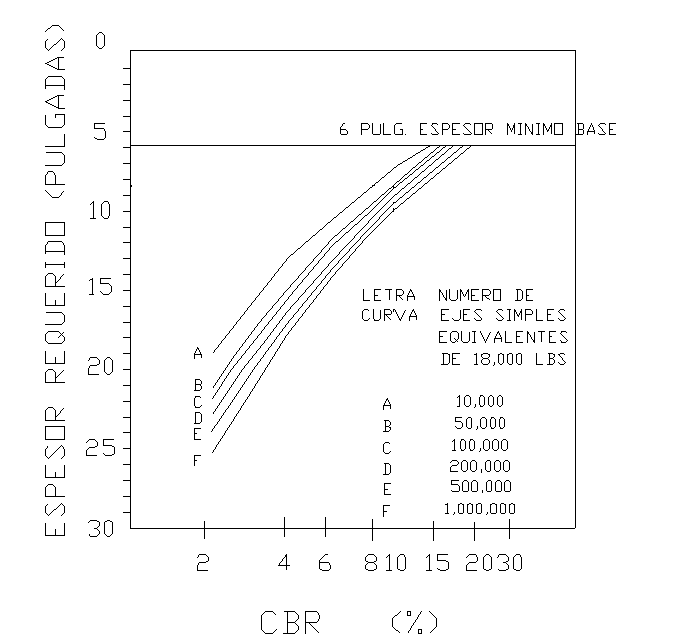 0
6 PULG. ESPESOR MINIMO BASE
5
10
15
20
25
30
ESPESOR REQUERIDO (PULGADAS)
A
B
C
D
E
F
LETRA NUMERO DE
CURVA EJES SIMPLES
EQUIVALENTES
DE 18,000 LBS
A 10,000
B 50,000
C 100,000
D 200,000
E 500,000
F 1,000,000
2 4 6 8 10 15 20 30
CBR (%)